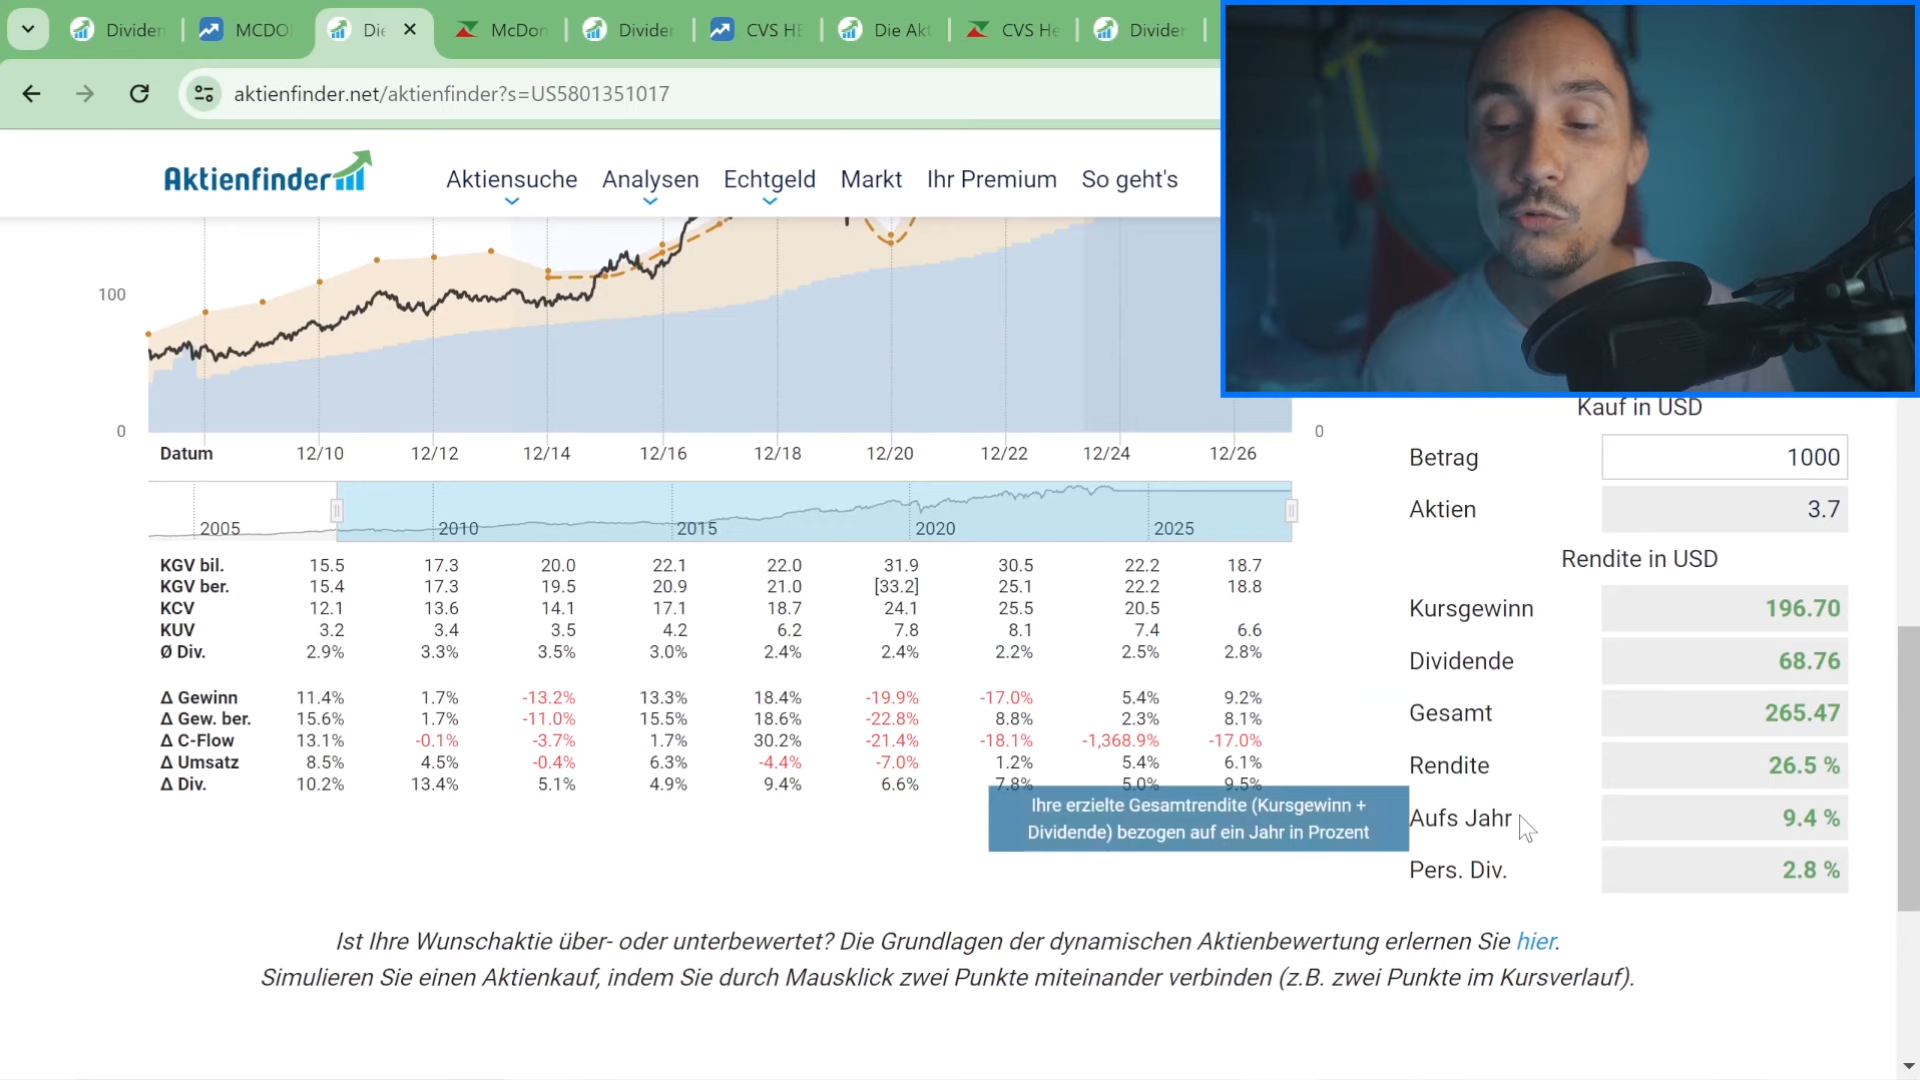 Divider
MCDO
Die
McDor
Divider
CVS HE
Die Akt
CVS He
Divider
aktienfinder.net/aktienfinder?s=US5801351017
Aktienfinder
Aktiensuche Analysen Echtgeld Markt Ihr Premium So geht's
100
0
0
Datum 12/10 12/12 12/14 12/16 12/18 12/20 12/22 12/24 12/26
2005 2010 2015 2020 2025
KGV bil. 15.5 17.3 20.0 22.1 22.0 31.9 30.5 22.2 18.7
KGV ber. 15.4 17.3 19.5 20.9 21.0 [33.2] 25.1 22.2 18.8
KCV 12.1 13.6 14.1 17.1 18.7 24.1 25.5 20.5
KUV 3.2 3.4 3.5 4.2 6.2 7.8 8.1 7.4 6.6
Ø Div. 2.9% 3.3% 3.5% 3.0% 2.4% 2.4% 2.2% 2.5% 2.8%
Δ Gewinn 11.4% 1.7% -13.2% 13.3% 18.4% -19.9% -17.0% 5.4% 9.2%
Δ Gew. ber. 15.6% 1.7% -11.0% 15.5% 18.6% -22.8% 8.8% 2.3% 8.1%
Δ C-Flow 13.1% -0.1% -3.7% 1.7% 30.2% -21.4% -18.1% -1,368.9% -17.0%
Δ Umsatz 8.5% 4.5% -0.4% 6.3% -4.4% -7.0% 1.2% 5.4% 6.1%
Δ Div. 10.2% 13.4% 5.1% 4.9% 9.4% 6.6% 7.8% 5.0% 9.5%
Ihre erzielte Gesamtrendite (Kursgewinn +
Dividende) bezogen auf ein Jahr in Prozent
Kauf in USD
Betrag 1000
Aktien 3.7
Rendite in USD
Kursgewinn 196.70
Dividende 68.76
Gesamt 265.47
Rendite 26.5 %
Aufs Jahr 9.4 %
Pers. Div. 2.8 %
Ist Ihre Wunschaktie über- oder unterbewertet? Die Grundlagen der dynamischen Aktienbewertung erlernen Sie hier.
Simulieren Sie einen Aktienkauf, indem Sie durch Mausklick zwei Punkte miteinander verbinden (z.B. zwei Punkte im Kursverlauf).